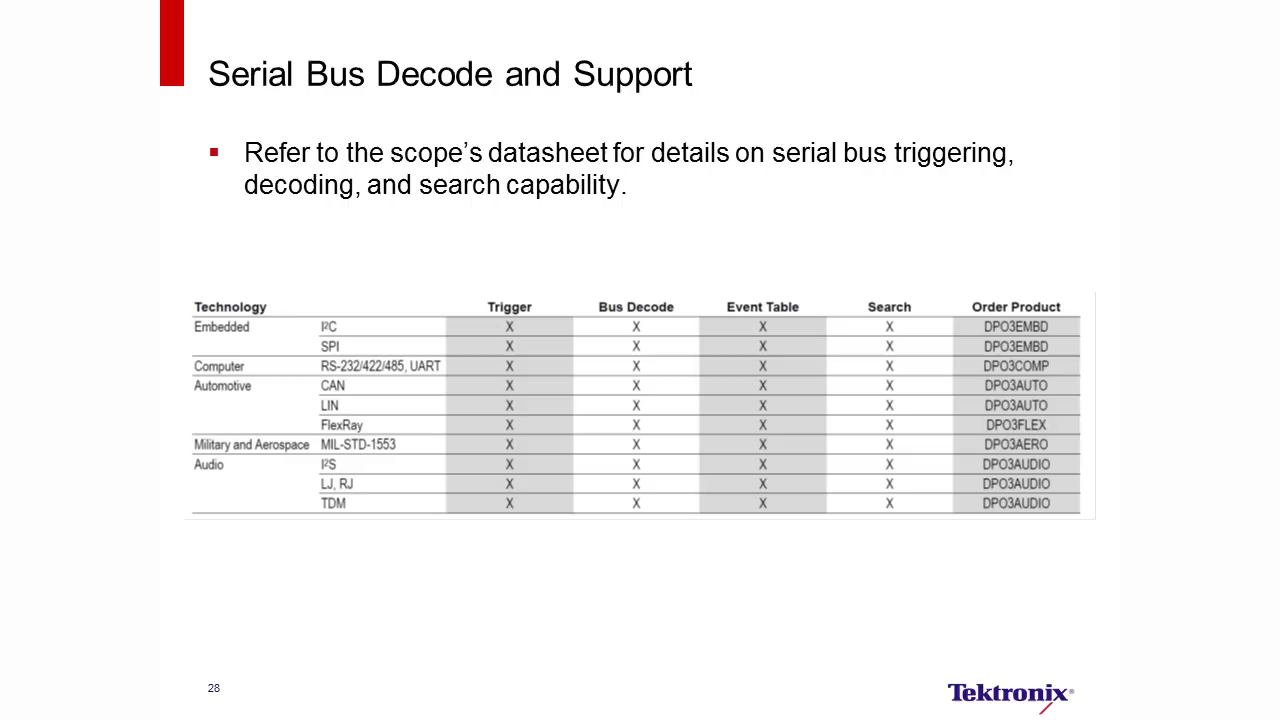 Serial Bus Decode and Support
▪ Refer to the scope’s datasheet for details on serial bus triggering,
decoding, and search capability.
Technology Trigger Bus Decode Event Table Search Order Product
Embedded I²C X X X X DPO3EMBD
SPI X X X X DPO3EMBD
Computer RS-232/422/485, UART X X X X DPO3COMP
Automotive CAN X X X X DPO3AUTO
LIN X X X X DPO3AUTO
FlexRay X X X X DPO3FLEX
Military and Aerospace MIL-STD-1553 X X X X DPO3AERO
Audio I²S X X X X DPO3AUDIO
LJ, RJ X X X X DPO3AUDIO
TDM X X X X DPO3AUDIO
28
Tektronix®